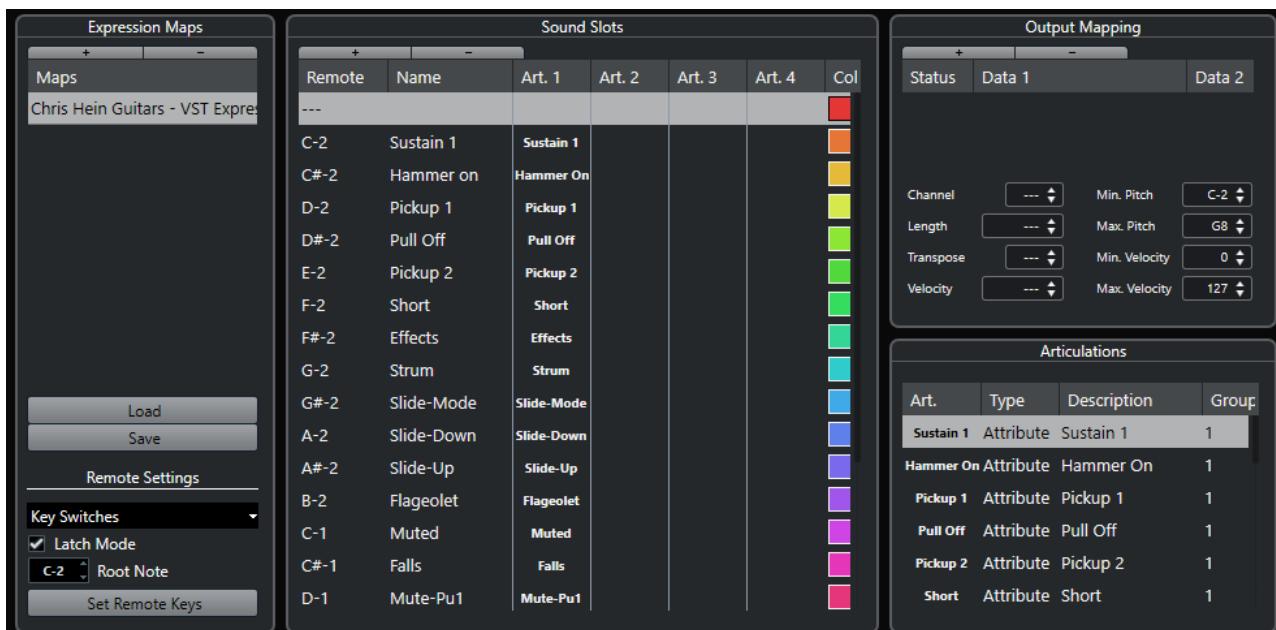 Expression Maps
+ -
Maps
Chris Hein Guitars - VST Expres
Load
Save
Remote Settings
Key Switches
Latch Mode
C-2 Root Note
Set Remote Keys
Sound Slots
+ -
Remote Name Art. 1 Art. 2 Art. 3 Art. 4 Col
---
C-2 Sustain 1 Sustain 1
C#-2 Hammer on Hammer On
D-2 Pickup 1 Pickup 1
D#-2 Pull Off Pull Off
E-2 Pickup 2 Pickup 2
F-2 Short Short
F#-2 Effects Effects
G-2 Strum Strum
G#-2 Slide-Mode Slide-Mode
A-2 Slide-Down Slide-Down
A#-2 Slide-Up Slide-Up
B-2 Flageolet Flageolet
C-1 Muted Muted
C#-1 Falls Falls
D-1 Mute-Pu1 Mute-Pu1
Output Mapping
+ -
Status Data 1 Data 2
Channel --- Min. Pitch C-2
Length --- Max. Pitch G8
Transpose --- Min. Velocity 0
Velocity --- Max. Velocity 127
Articulations
Art. Type Description Group
Sustain 1 Attribute Sustain 1 1
Hammer On Attribute Hammer On 1
Pickup 1 Attribute Pickup 1 1
Pull Off Attribute Pull Off 1
Pickup 2 Attribute Pickup 2 1
Short Attribute Short 1